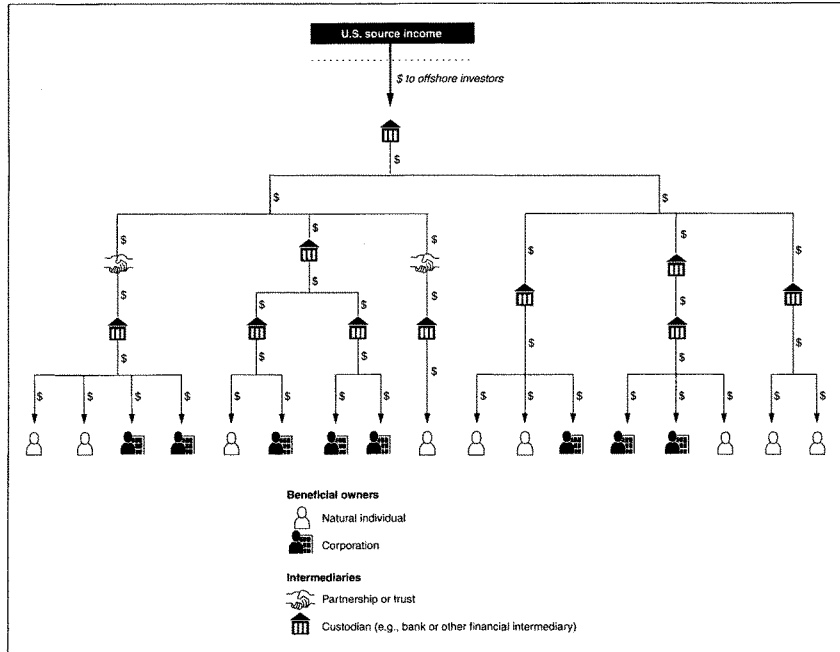 U.S. source income
$ to offshore investors
$
$ $
$ $ $ $ $ $
$ $ $ $
$ $
$ $ $ $ $ $ $
$ $ $ $ $ $ $ $ $ $ $ $ $ $ $ $ $
Beneficial owners
Natural individual
Corporation
Intermediaries
Partnership or trust
Custodian (e.g., bank or other financial intermediary)